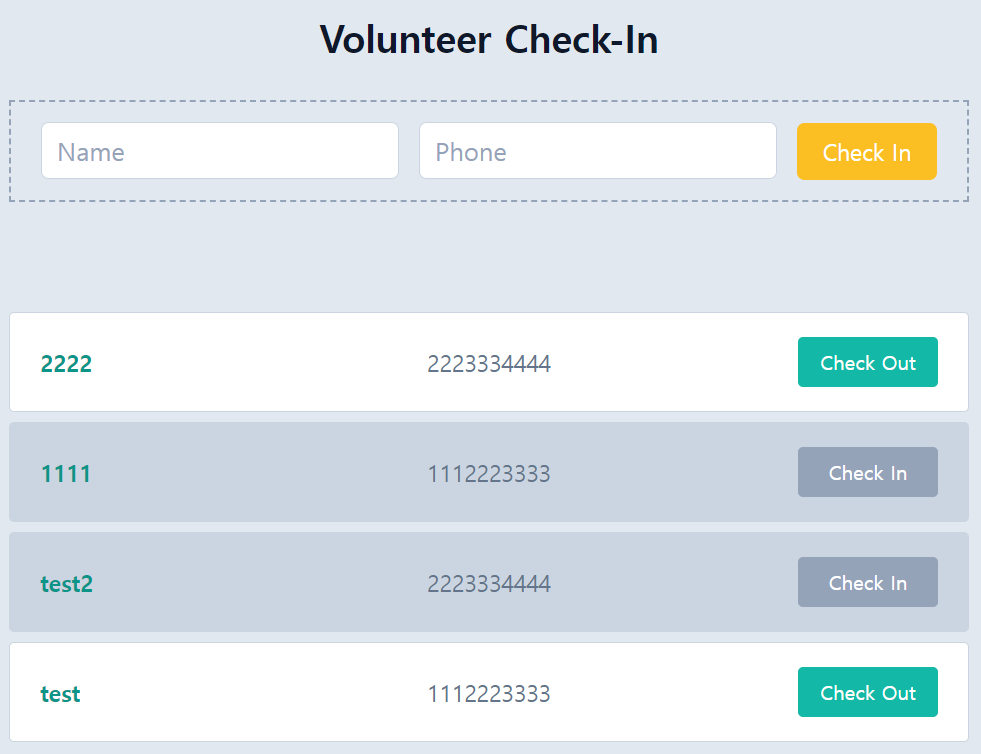 Volunteer Check-In
Name Phone Check In
2222 2223334444 Check Out
1111 1112223333 Check In
test2 2223334444 Check In
test 1112223333 Check Out